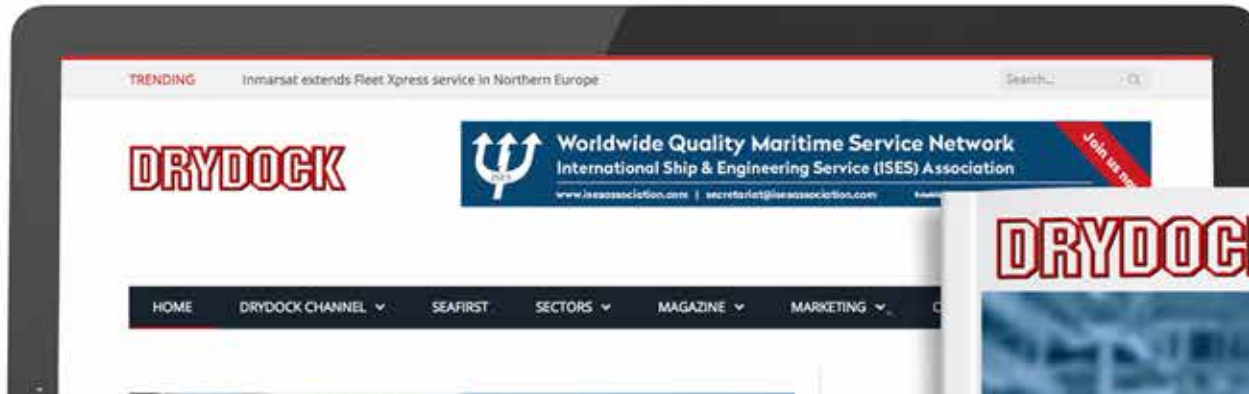 TRENDING Inmarsat extends Fleet Xpress service in Northern Europe Search...
DRYDOCK
ISES
Worldwide Quality Maritime Service Network
International Ship & Engineering Service (ISES) Association
www.isesassociation.com | secretariat@isesassociation.com
Join us now
DRYDOC
HOME DRYDOCK CHANNEL SEAFIRST SECTORS MAGAZINE MARKETING C